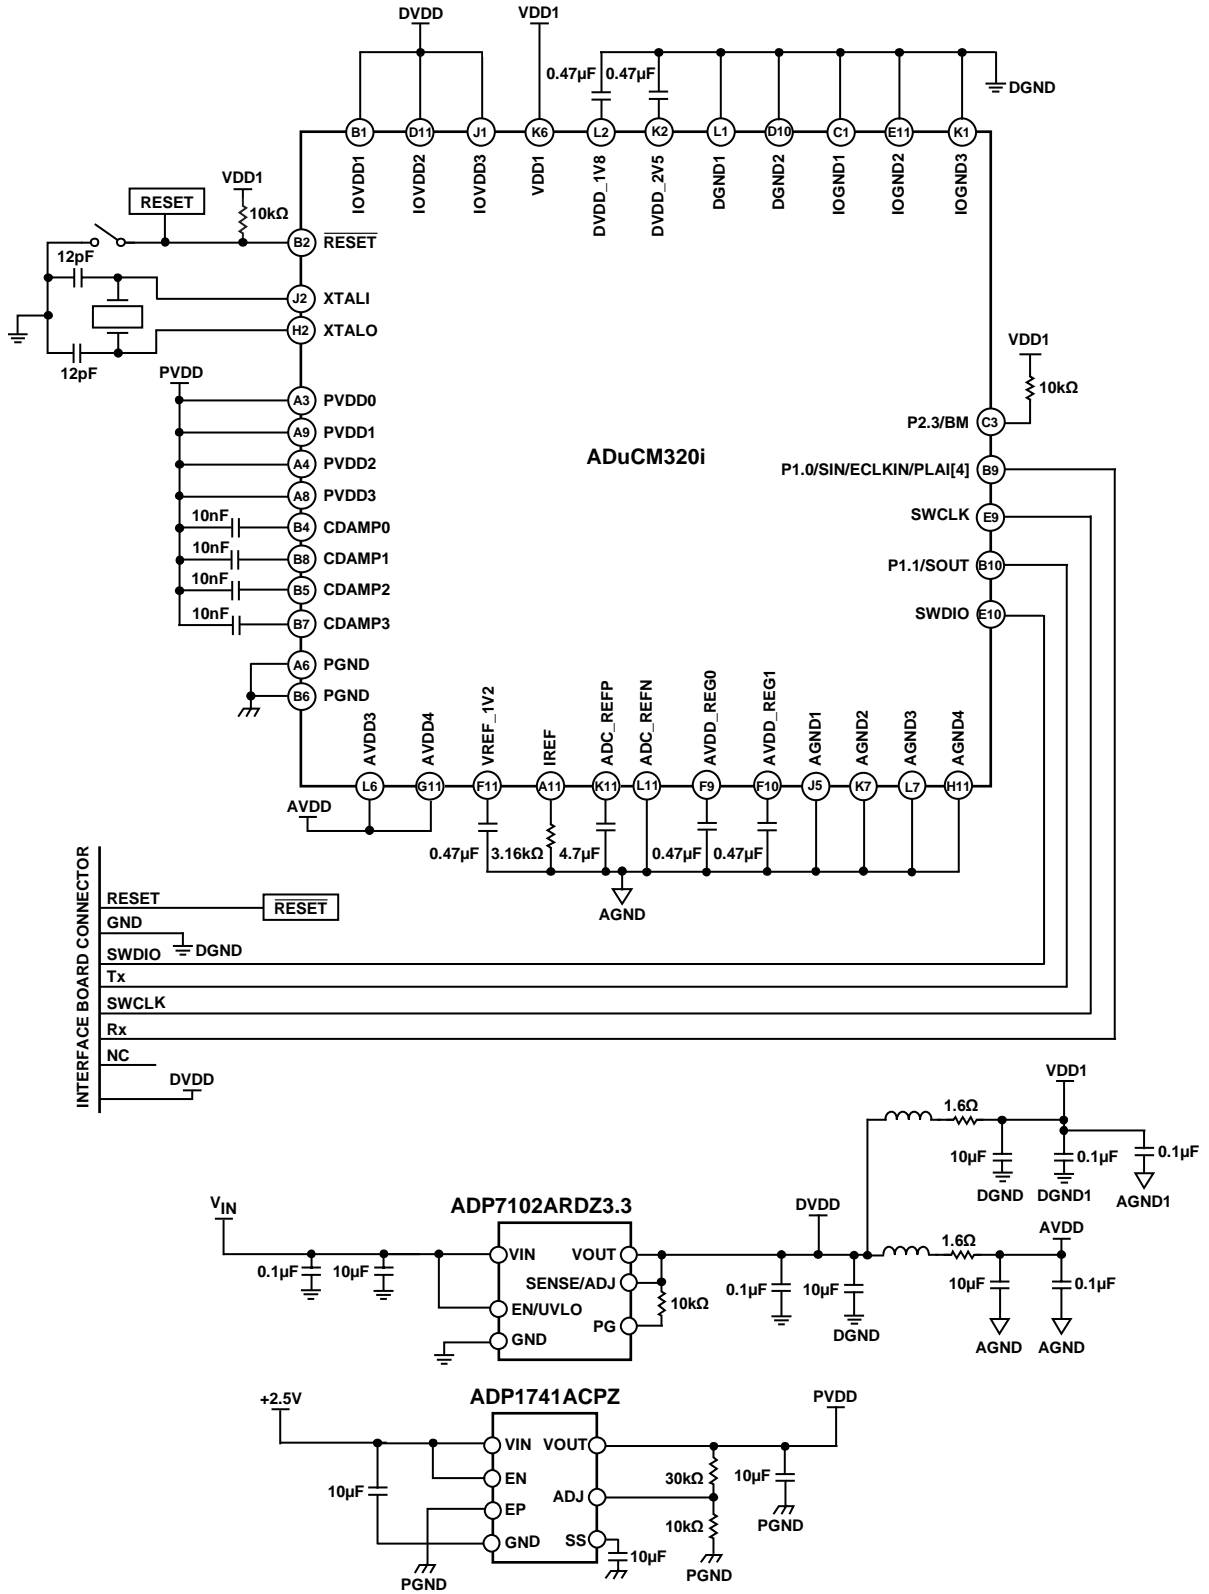 DVDD
VDD1
0.47µF 0.47µF
DGND
B1 D11 J1 K6 L2 K2 L1 D10 C1 E11 K1
IOVDD1
IOVDD2
IOVDD3
VDD1
DVDD_1V8
DVDD_2V5
DGND1
DGND2
IOGND1
IOGND2
IOGND3
VDD1
RESET
10kΩ
B2 RESET
12pF
J2 XTALI
H2 XTALO
12pF
PVDD
A3 PVDD0
A9 PVDD1
A4 PVDD2
A8 PVDD3
10nF B4 CDAMP0
10nF B8 CDAMP1
10nF B5 CDAMP2
10nF B7 CDAMP3
A6 PGND
B6 PGND
ADuCM320i
VDD1
10kΩ
P2.3/BM C3
P1.0/SIN/ECLKIN/PLAI[4] B9
SWCLK E9
P1.1/SOUT B10
SWDIO E10
AVDD3
AVDD4
VREF_1V2
IREF
ADC_REFP
ADC_REFN
AVDD_REG0
AVDD_REG1
AGND1
AGND2
AGND3
AGND4
L6 G11 F11 A11 K11 L11 F9 F10 J5 K7 L7 H11
AVDD
0.47µF 3.16kΩ 4.7µF 0.47µF 0.47µF
AGND
INTERFACE BOARD CONNECTOR
RESET
RESET
GND
DGND
SWDIO
Tx
SWCLK
Rx
NC
DVDD
VDD1
1.6Ω
10µF 0.1µF 0.1µF
DGND DGND1 AGND1
ADP7102ARDZ3.3
VIN
VIN VOUT
SENSE/ADJ
EN/UVLO
PG
GND
0.1µF 10µF
10kΩ
DVDD
0.1µF 10µF
DGND
1.6Ω
AVDD
10µF 0.1µF
AGND AGND
ADP1741ACPZ
+2.5V
VIN VOUT
EN
EP ADJ
GND SS
10µF
PGND
10µF
PVDD
30kΩ 10µF
10kΩ PGND
PGND